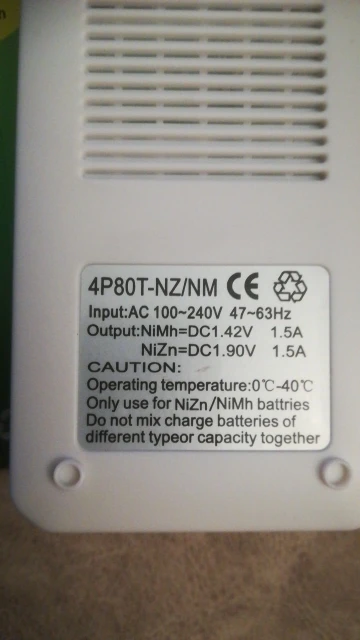 4P80T-NZ/NM CE
Input:AC 100~240V 47~63Hz
Output:NiMh=DC1.42V 1.5A
NiZn=DC1.90V 1.5A
CAUTION:
Operating temperature:0℃-40℃
Only use for NiZn/NiMh battries
Do not mix charge batteries of
different typeor capacity together